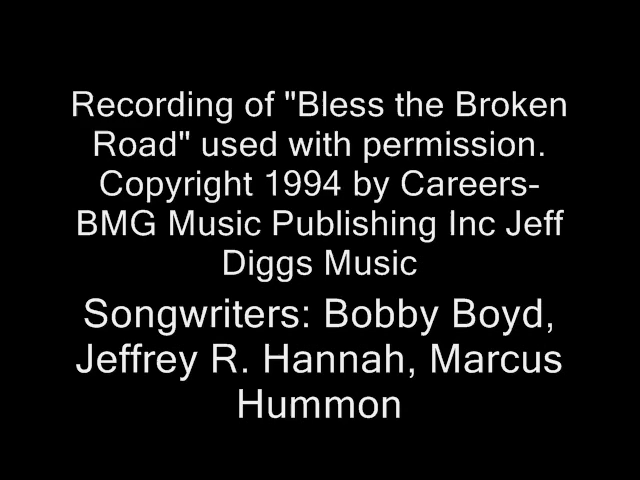 Recording of "Bless the Broken
Road" used with permission.
Copyright 1994 by Careers-
BMG Music Publishing Inc Jeff
Diggs Music
Songwriters: Bobby Boyd,
Jeffrey R. Hannah, Marcus
Hummon